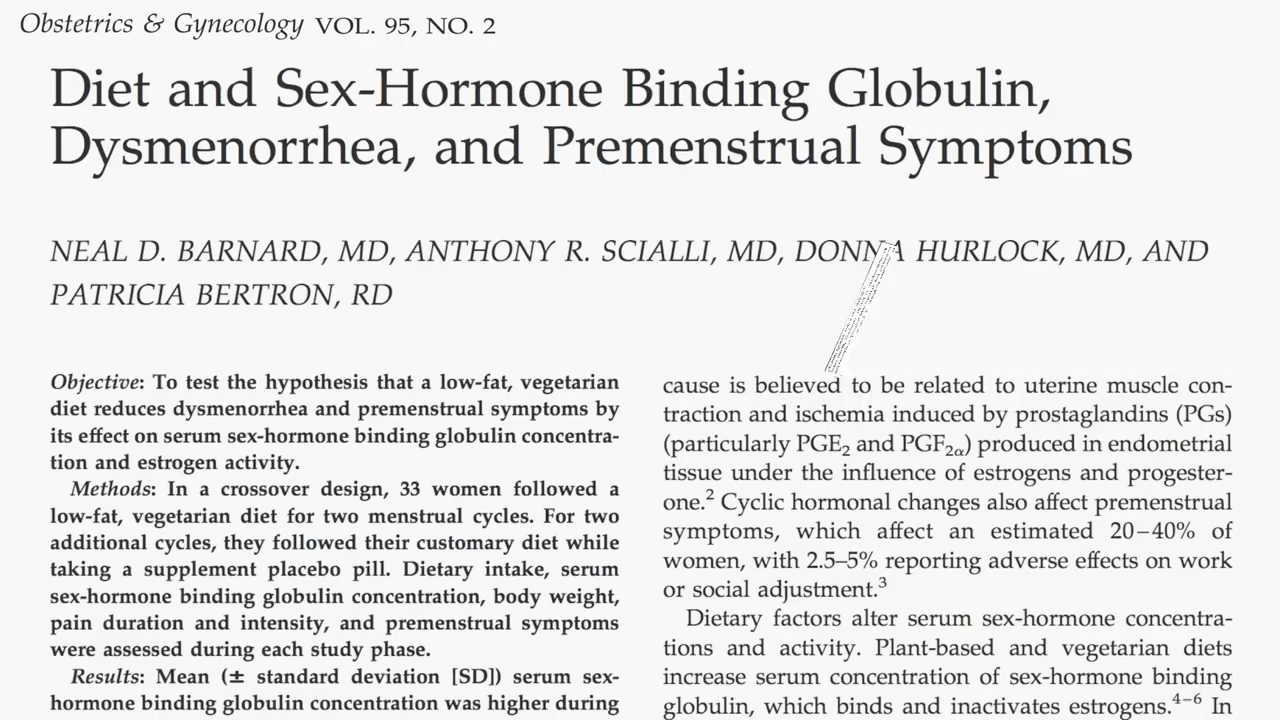 Obstetrics & Gynecology VOL. 95, NO. 2
Diet and Sex-Hormone Binding Globulin,
Dysmenorrhea, and Premenstrual Symptoms
NEAL D. BARNARD, MD, ANTHONY R. SCIALLI, MD, DONNA HURLOCK, MD, AND
PATRICIA BERTRON, RD
Objective: To test the hypothesis that a low-fat, vegetarian
diet reduces dysmenorrhea and premenstrual symptoms by
its effect on serum sex-hormone binding globulin concentra-
tion and estrogen activity.
Methods: In a crossover design, 33 women followed a
low-fat, vegetarian diet for two menstrual cycles. For two
additional cycles, they followed their customary diet while
taking a supplement placebo pill. Dietary intake, serum
sex-hormone binding globulin concentration, body weight,
pain duration and intensity, and premenstrual symptoms
were assessed during each study phase.
Results: Mean (± standard deviation [SD]) serum sex-
hormone binding globulin concentration was higher during
cause is believed to be related to uterine muscle con-
traction and ischemia induced by prostaglandins (PGs)
(particularly PGE₂ and PGF₂α) produced in endometrial
tissue under the influence of estrogens and progester-
one.² Cyclic hormonal changes also affect premenstrual
symptoms, which affect an estimated 20–40% of
women, with 2.5–5% reporting adverse effects on work
or social adjustment.³
Dietary factors alter serum sex-hormone concentra-
tions and activity. Plant-based and vegetarian diets
increase serum concentration of sex-hormone binding
globulin, which binds and inactivates estrogens.⁴⁻⁶ In